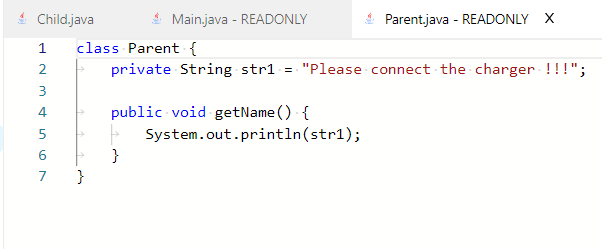 Child.java Main.java - READONLY Parent.java - READONLY X
1 class Parent {
2 private String str1 = "Please connect the charger !!!";
3
4 public void getName() {
5 System.out.println(str1);
6 }
7 }